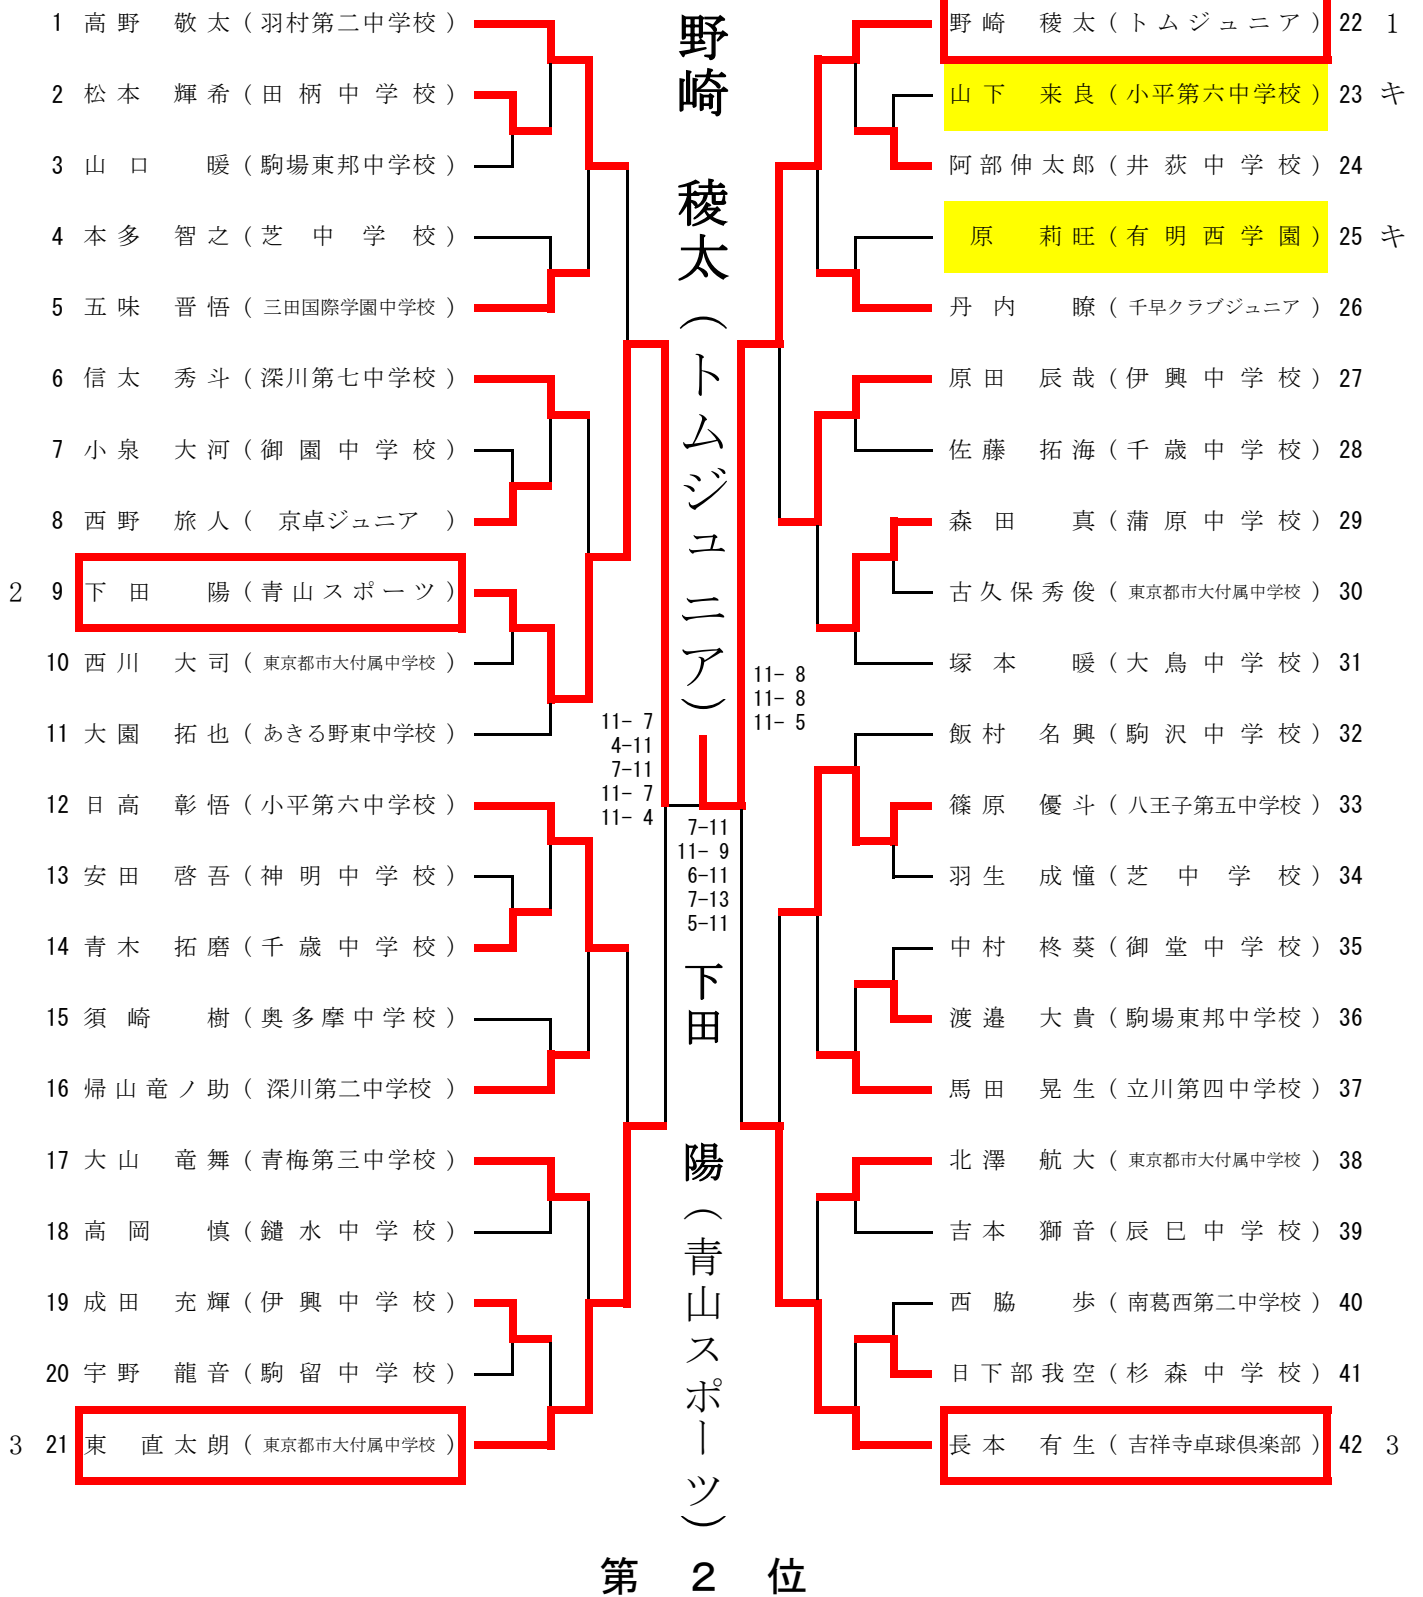 1 高野 敬太 (羽村第二中学校)
2 松本 輝希 (田柄中学校)
3 山口 暖 (駒場東邦中学校)
4 本多 智之 (芝中学校)
5 五味 晋悟 (三田国際学園中学校)
6 信太 秀斗 (深川第七中学校)
7 小泉 大河 (御園中学校)
8 西野 旅人 (京卓ジュニア)
2 9 下田 陽 (青山スポーツ)
10 西川 大司 (東京都市大付属中学校)
11 大園 拓也 (あきる野東中学校)
12 日高 彰悟 (小平第六中学校)
13 安田 啓吾 (神明中学校)
14 青木 拓磨 (千歳中学校)
15 須崎 樹 (奥多摩中学校)
16 帰山竜ノ助 (深川第二中学校)
17 大山 竜舞 (青梅第三中学校)
18 高岡 慎 (鑓水中学校)
19 成田 充輝 (伊興中学校)
20 宇野 龍音 (駒留中学校)
3 21 東 直太朗 (東京都市大付属中学校)
野崎 稜太 (トムジュニア)
11- 7
4-11
7-11
11- 7
11- 4
11- 8
11- 8
11- 5
7-11
11- 9
6-11
7-13
5-11
下田 陽 (青山スポーツ)
第 2 位
野崎 稜太 (トムジュニア) 22 1
山下 来良 (小平第六中学校) 23 キ
阿部伸太郎 (井荻中学校) 24
原 莉旺 (有明西学園) 25 キ
丹内 瞭 (千早クラブジュニア) 26
原田 辰哉 (伊興中学校) 27
佐藤 拓海 (千歳中学校) 28
森田 真 (蒲原中学校) 29
古久保秀俊 (東京都市大付属中学校) 30
塚本 暖 (大鳥中学校) 31
飯村 名興 (駒沢中学校) 32
篠原 優斗 (八王子第五中学校) 33
羽生 成憧 (芝中学校) 34
中村 柊葵 (御堂中学校) 35
渡邉 大貴 (駒場東邦中学校) 36
馬田 晃生 (立川第四中学校) 37
北澤 航大 (東京都市大付属中学校) 38
吉本 獅音 (辰巳中学校) 39
西脇 歩 (南葛西第二中学校) 40
日下部我空 (杉森中学校) 41
長本 有生 (吉祥寺卓球倶楽部) 42 3